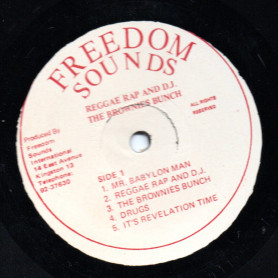 FREEDOM
SOUNDS
REGGAE RAP AND D.J.
THE BROWNIES BUNCH
Produced By
Freedom
Sounds
International
14 East Avenue
Kingston 13
Telephone:
92-37620
ALL RIGHTS
RESERVED
SIDE 1
1. MR. BABYLON MAN
2. REGGAE RAP AND D.J.
3. THE BROWNIES BUNCH
4. DRUGS
5. IT'S REVELATION TIME